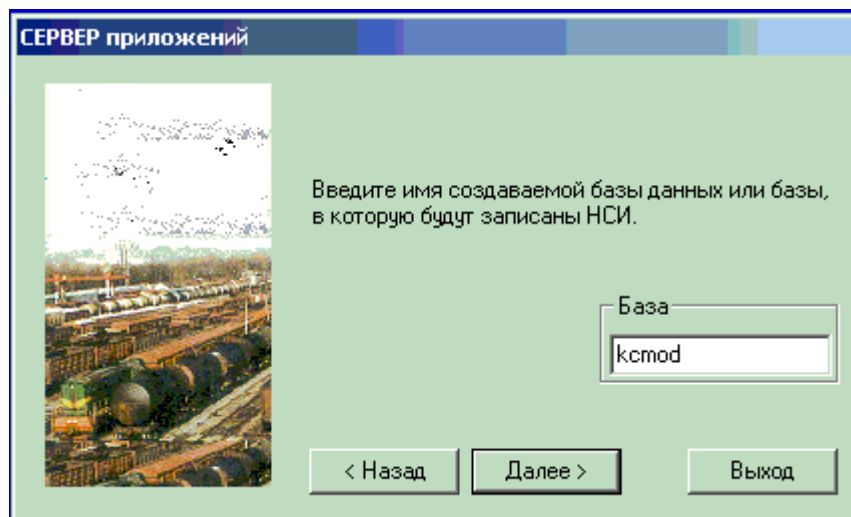 СЕРВЕР приложений
Введите имя создаваемой базы данных или базы,
в которую будут записаны НСИ.
База
kcmod
< Назад
Далее >
Выход